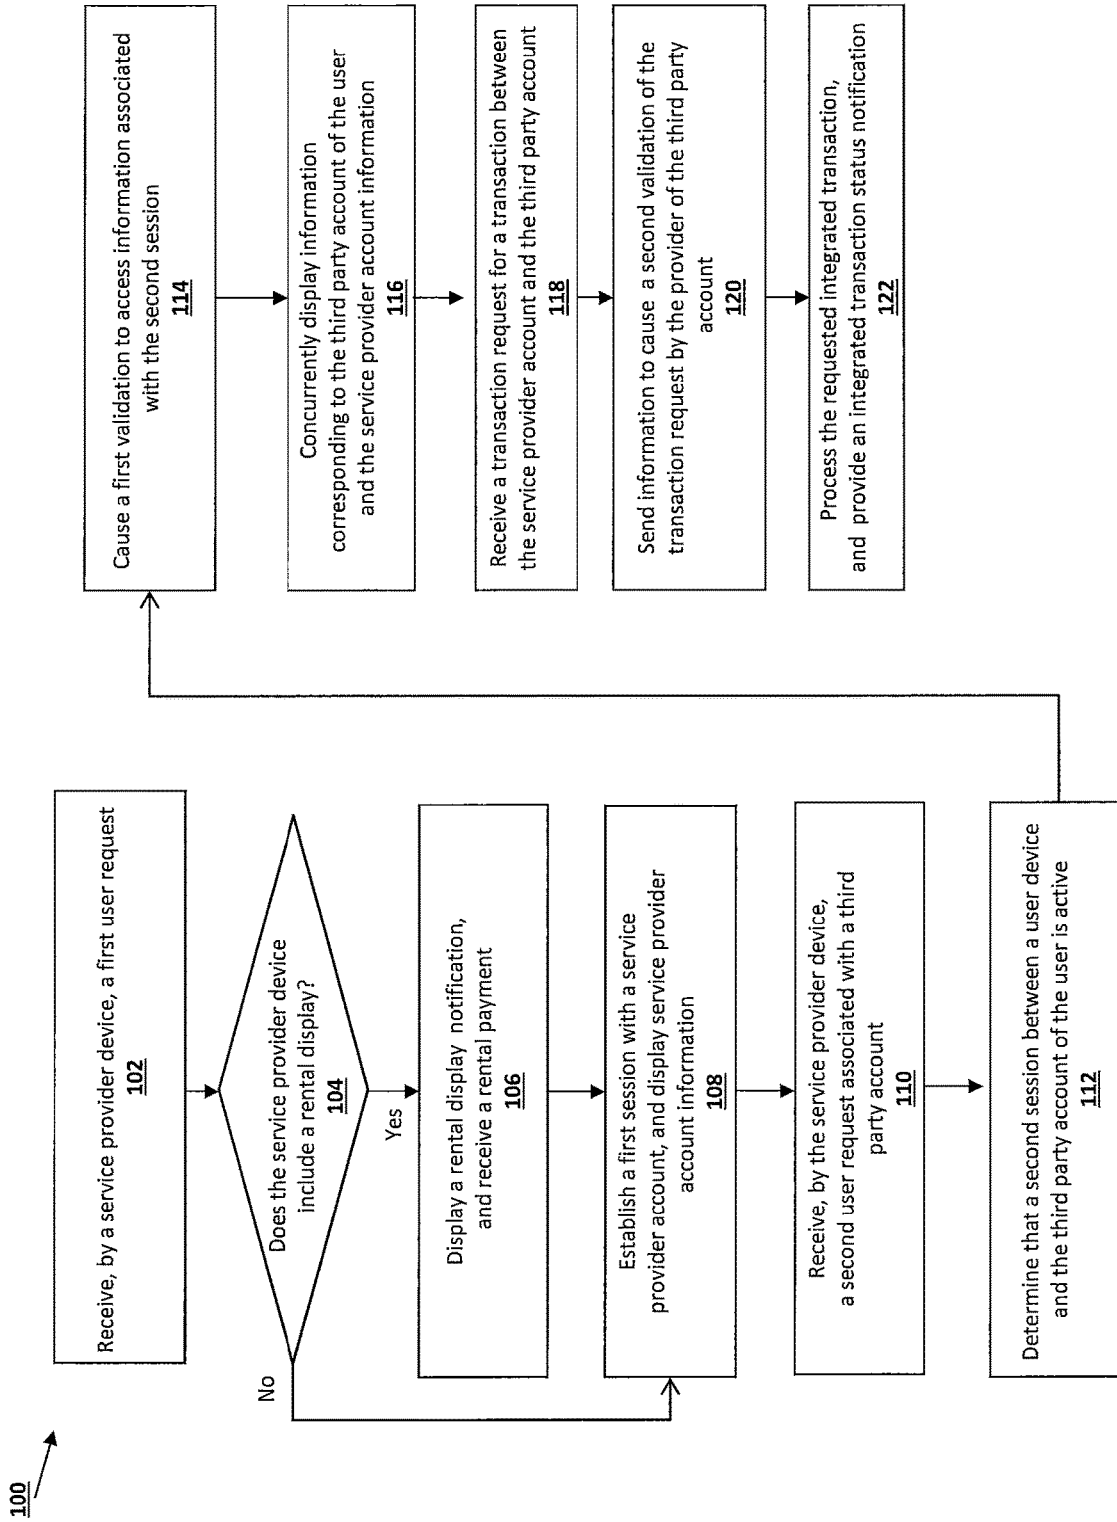 100
Receive, by a service provider device, a first user request
102
Does the service provider device
include a rental display?
104
No
Yes
Display a rental display notification,
and receive a rental payment
106
Establish a first session with a service
provider account, and display service provider
account information
108
Receive, by the service provider device,
a second user request associated with a third
party account
110
Determine that a second session between a user device
and the third party account of the user is active
112
Cause a first validation to access information associated
with the second session
114
Concurrently display information
corresponding to the third party account of the user
and the service provider account information
116
Receive a transaction request for a transaction between
the service provider account and the third party account
118
Send information to cause a second validation of the
transaction request by the provider of the third party
account
120
Process the requested integrated transaction,
and provide an integrated transaction status notification
122